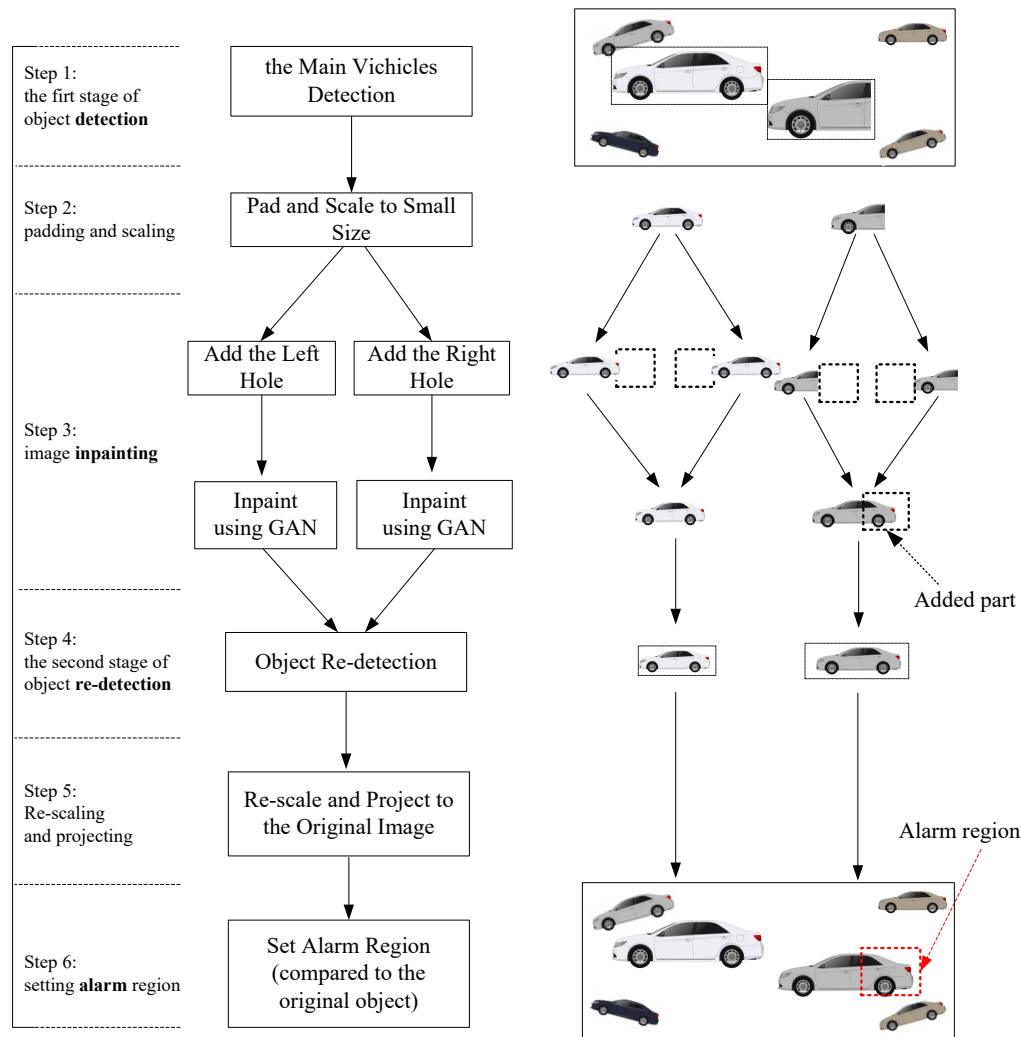 Step 1:
the firt stage of
object detection
the Main Vichicles
Detection
Step 2:
padding and scaling
Pad and Scale to Small
Size
Add the Left
Hole
Add the Right
Hole
Step 3:
image inpainting
Inpaint
using GAN
Inpaint
using GAN
Added part
Step 4:
the second stage of
object re-detection
Object Re-detection
Step 5:
Re-scaling
and projecting
Re-scale and Project to
the Original Image
Alarm region
Step 6:
setting alarm region
Set Alarm Region
(compared to the
original object)